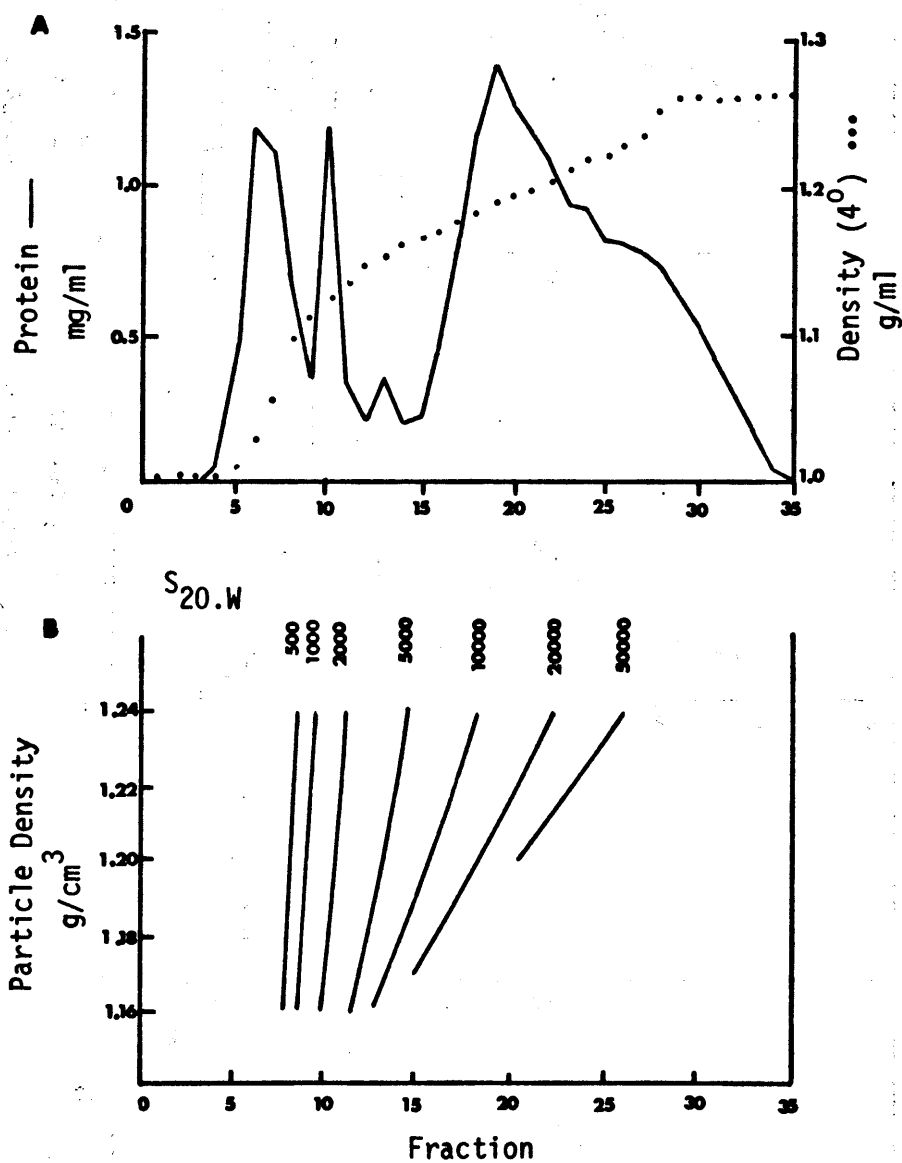 A
1.5
1.0
0.5
Protein —
mg/ml
1.3
1.2
1.1
1.0
Density (4°) •••
g/ml
0 5 10 15 20 25 30 35
S20.W
B
500 1000 2000 5000 10000 20000 50000
1.24
1.22
1.20
1.18
1.16
Particle Density
g/cm3
0 5 10 15 20 25 30 35
Fraction